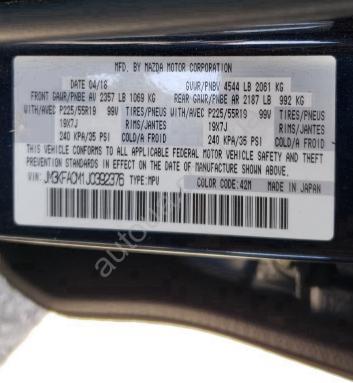 MFD. BY MAZDA MOTOR CORPORATION
DATE 04/18 GVWR/PNBV 4544 LB 2061 KG
FRONT GAWR/PNBE AV 2357 LB 1069 KG REAR GAWR/PNBE AR 2187 LB 992 KG
WITH/AVEC P225/55R19 99V TIRES/PNEUS WITH/AVEC P225/55R19 99V TIRES/PNEUS
19X7J RIMS/JANTES 19X7J RIMS/JANTES
240 KPA/35 PSI COLD/A FROID 240 KPA/35 PSI COLD/A FROID
THIS VEHICLE CONFORMS TO ALL APPLICABLE FEDERAL MOTOR VEHICLE SAFETY, BUMPER, AND THEFT
PREVENTION STANDARDS IN EFFECT ON THE DATE OF MANUFACTURE SHOWN ABOVE.
VIN: JM3KFACM1J0392376 TYPE: MPV COLOR CODE: 42M MADE IN JAPAN